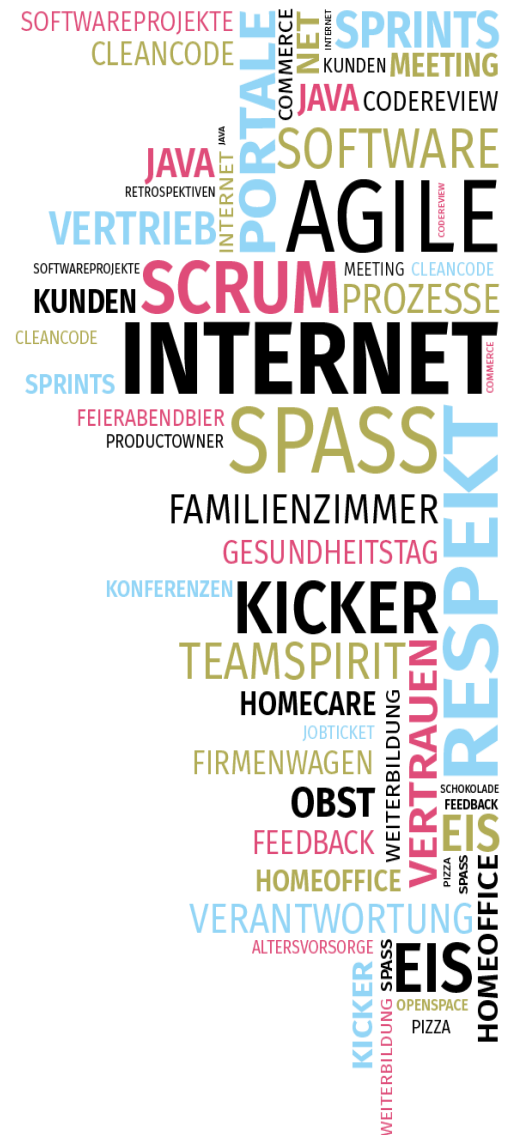 SOFTWAREPROJEKTE
CLEANCODE
PORTALE
COMMERCE
NET
INTERNET
SPRINTS
KUNDEN
MEETING
JAVA
CODEREVIEW
JAVA
JAVA
RETROSPEKTIVEN
VERTRIEB
INTERNET
SOFTWARE
AGILE
CODEREVIEW
SOFTWAREPROJEKTE
KUNDEN
SCRUM
MEETING
CLEANCODE
PROZESSE
CLEANCODE
SPRINTS
INTERNET
COMMERCE
FEIERABENDBIER
PRODUCTOWNER
SPASS
RESPEKT
FAMILIENZIMMER
GESUNDHEITSTAG
KONFERENZEN
KICKER
TEAMSPIRIT
VERTRAUEN
HOMECARE
WEITERBILDUNG
JOBTICKET
FIRMENWAGEN
OBST
SCHOKOLADE
FEEDBACK
FEEDBACK
EIS
HOMEOFFICE
PIZZA
SPASS
HOMEOFFICE
VERANTWORTUNG
ALTERSVORSORGE
SPASS
EIS
KICKER
WEITERBILDUNG
OPENSPACE
PIZZA